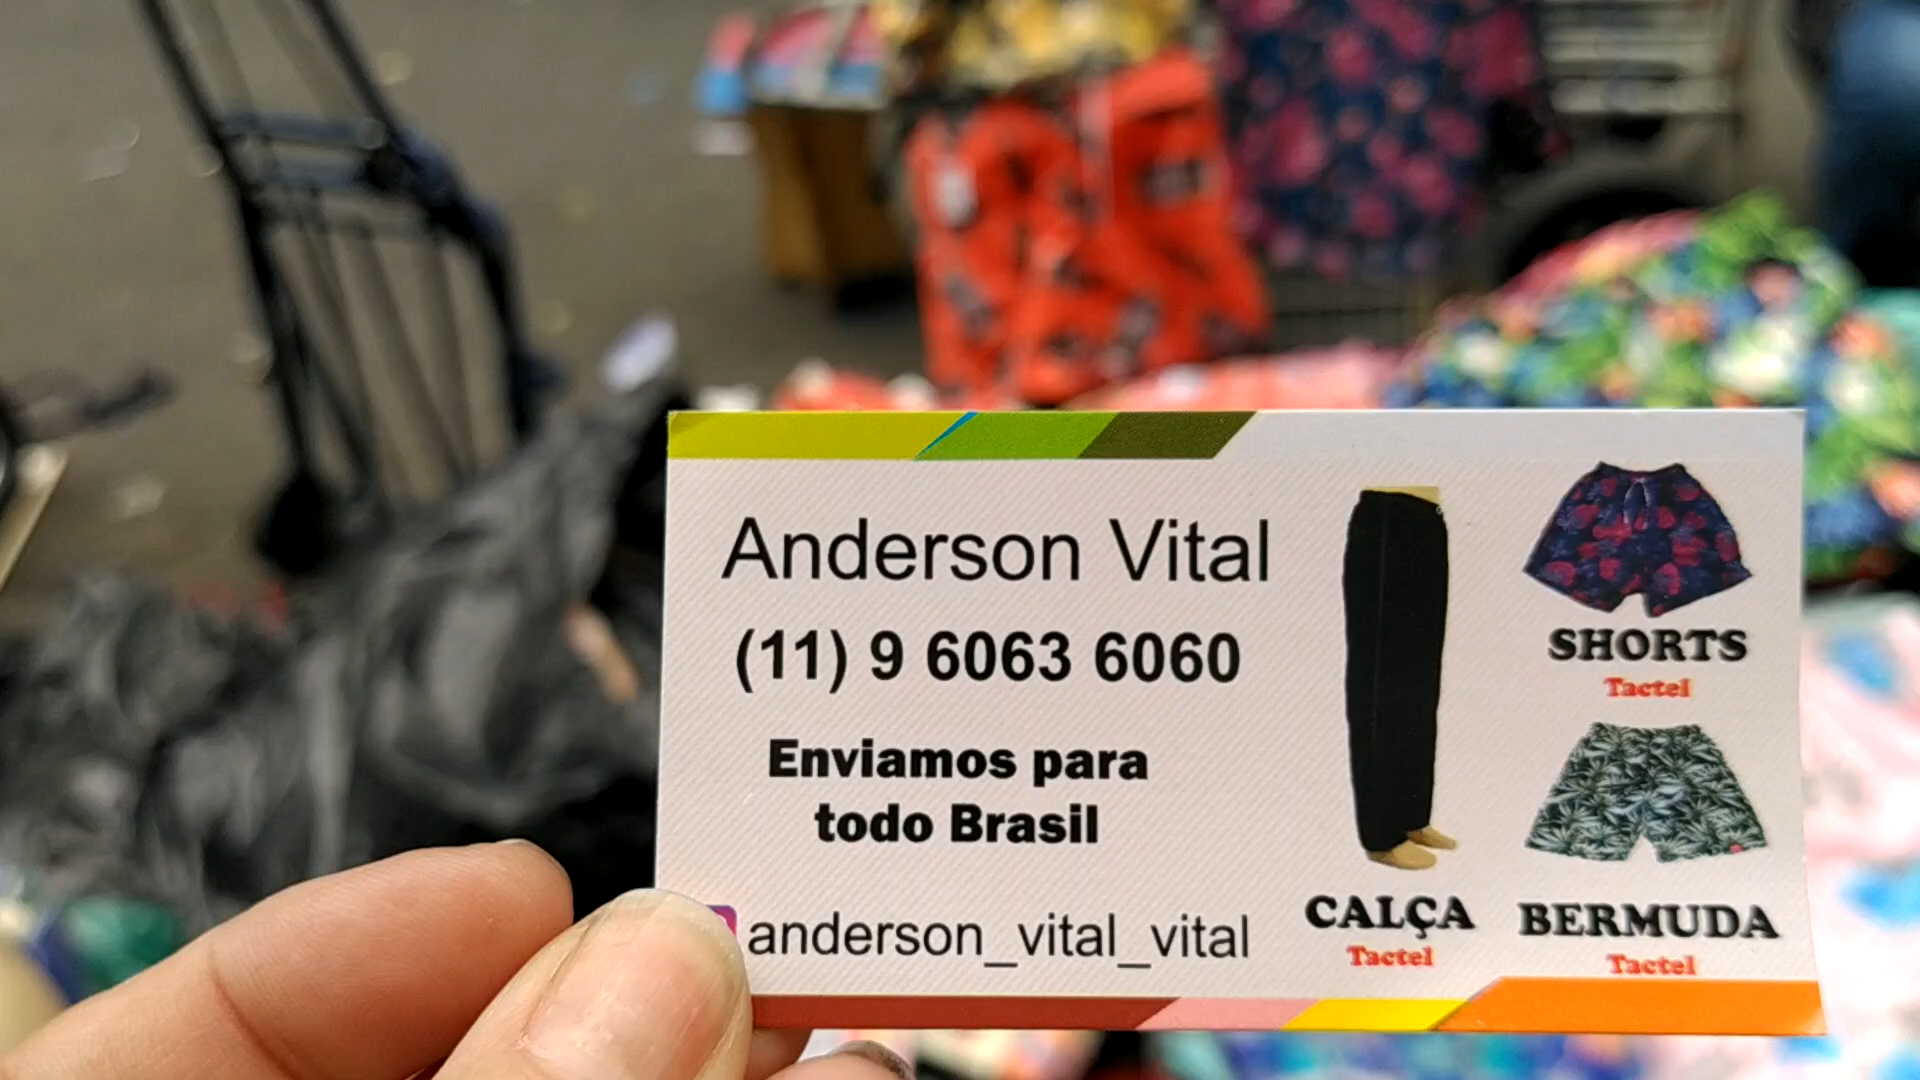 Anderson Vital
(11) 9 6063 6060
Enviamos para
todo Brasil
anderson_vital_vital
CALÇA
Tactel
SHORTS
Tactel
BERMUDA
Tactel